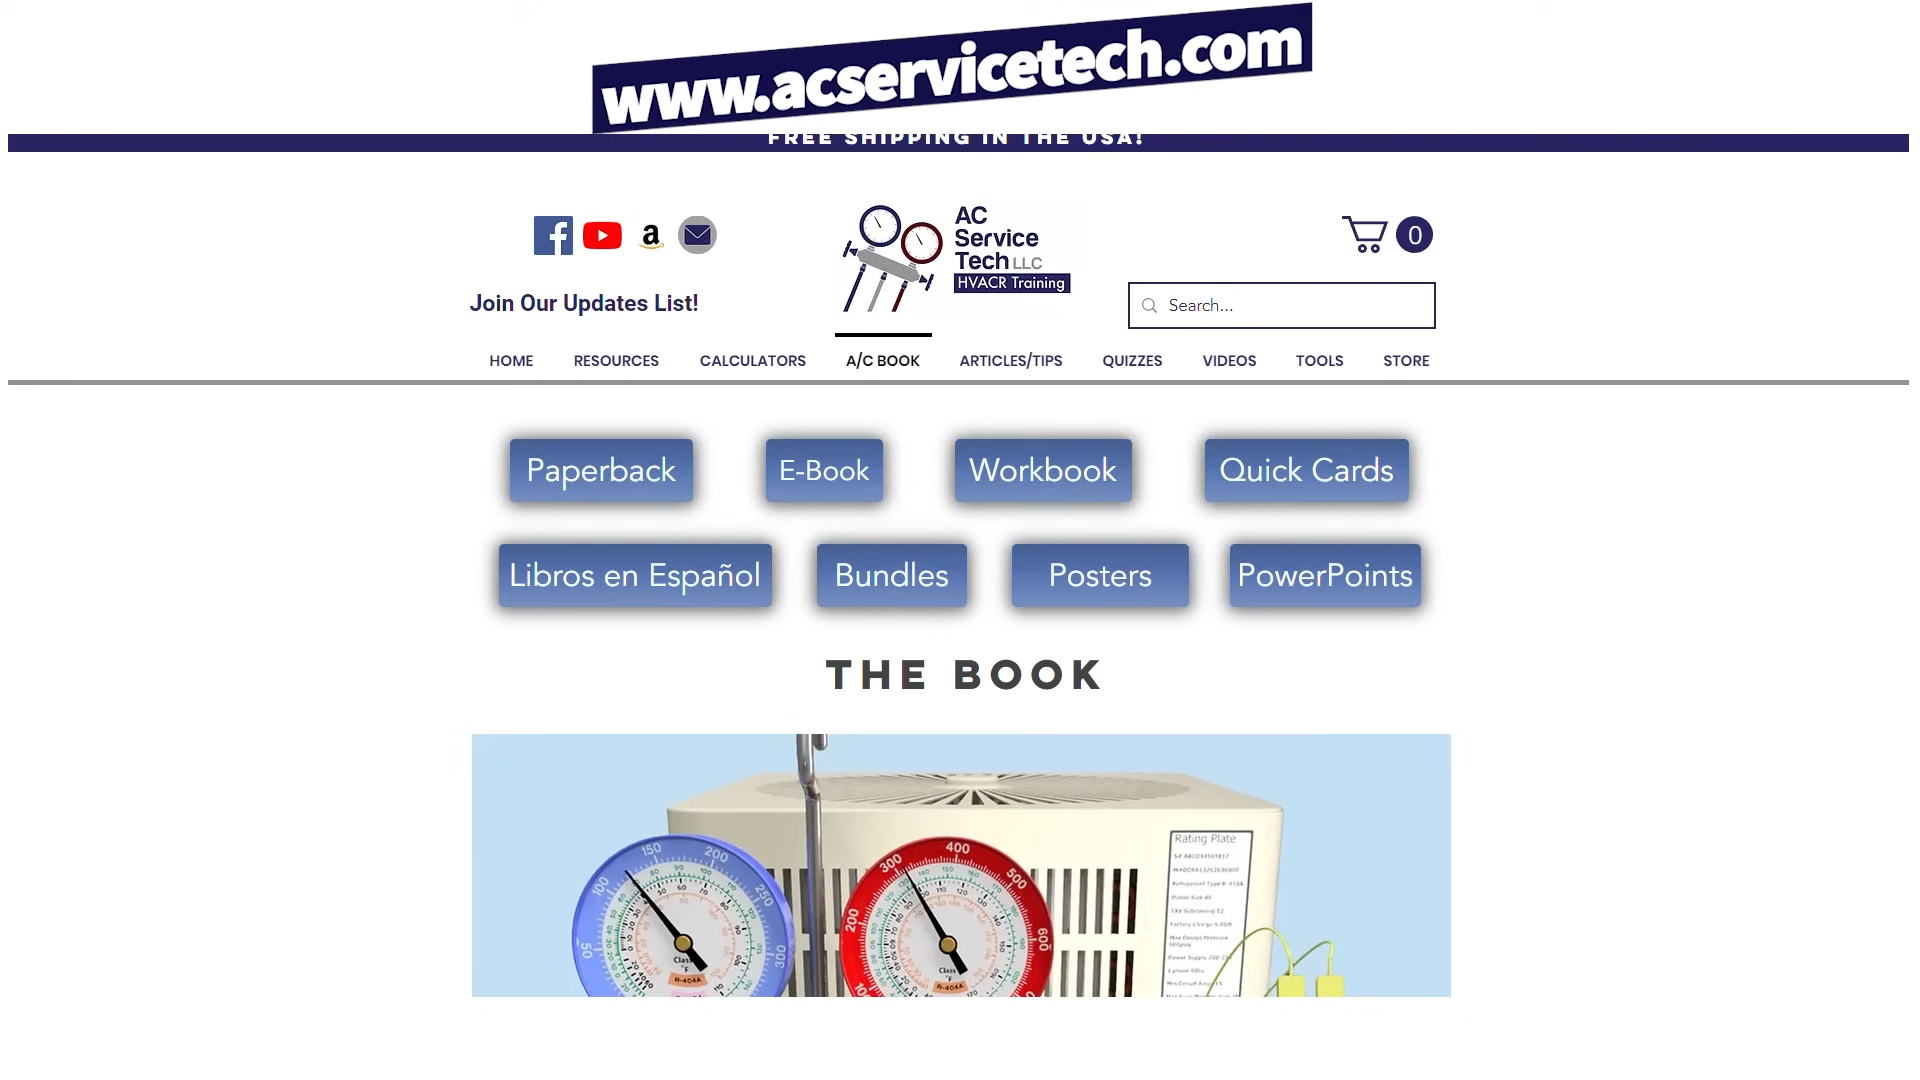 www.acservicetech.com
FREE SHIPPING IN THE USA!
AC
Service
Tech LLC
HVACR Training
0
Join Our Updates List!
Search...
HOME RESOURCES CALCULATORS A/C BOOK ARTICLES/TIPS QUIZZES VIDEOS TOOLS STORE
Paperback E-Book Workbook Quick Cards
Libros en Español Bundles Posters PowerPoints
THE BOOK
Rating Plate
50 100 150 200 250 300
200 300 400 500 600
°F
R-404A
°F
R-404A